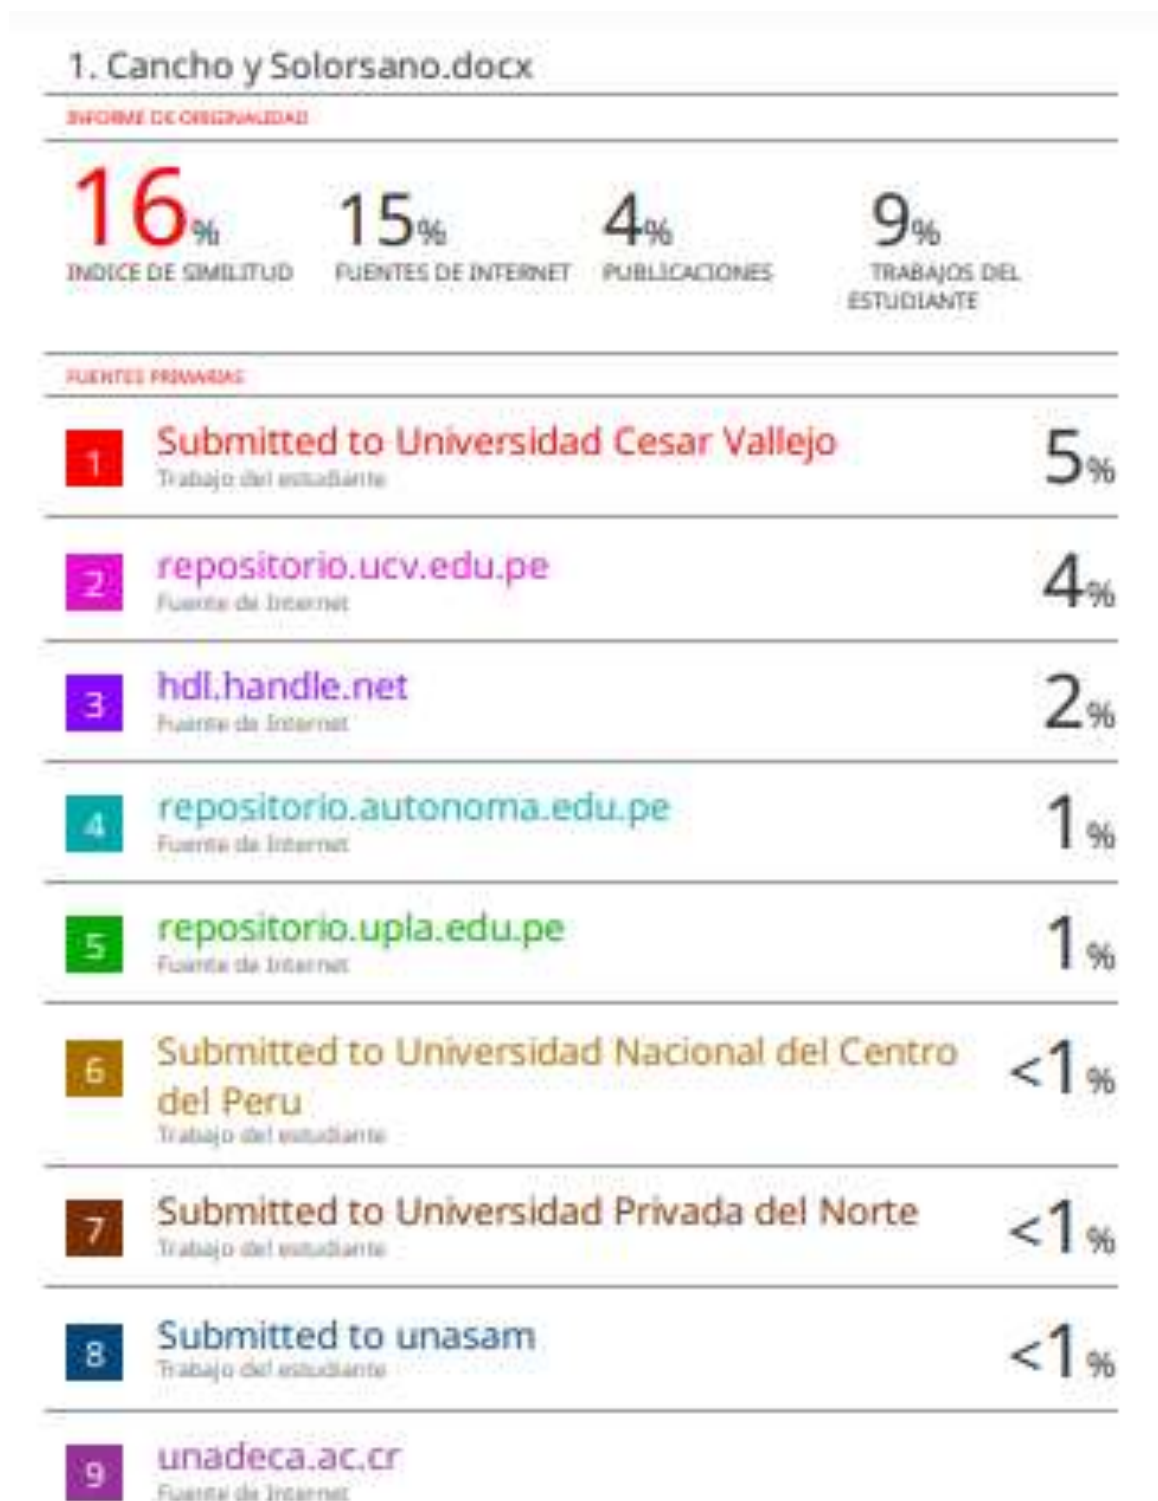 1. Cancho y Solorsano.docx
INFORME DE ORIGINALIDAD
16% 15% 4% 9%
INDICE DE SIMILITUD FUENTES DE INTERNET PUBLICACIONES TRABAJOS DEL
ESTUDIANTE
FUENTES PRIMARIAS
1 Submitted to Universidad Cesar Vallejo 5%
Trabajo del estudiante
2 repositorio.ucv.edu.pe 4%
Fuente de Internet
3 hdl.handle.net 2%
Fuente de Internet
4 repositorio.autonoma.edu.pe 1%
Fuente de Internet
5 repositorio.upla.edu.pe 1%
Fuente de Internet
6 Submitted to Universidad Nacional del Centro <1%
del Peru
Trabajo del estudiante
7 Submitted to Universidad Privada del Norte <1%
Trabajo del estudiante
8 Submitted to unasam <1%
Trabajo del estudiante
9 unadeca.ac.cr
Fuente de Internet